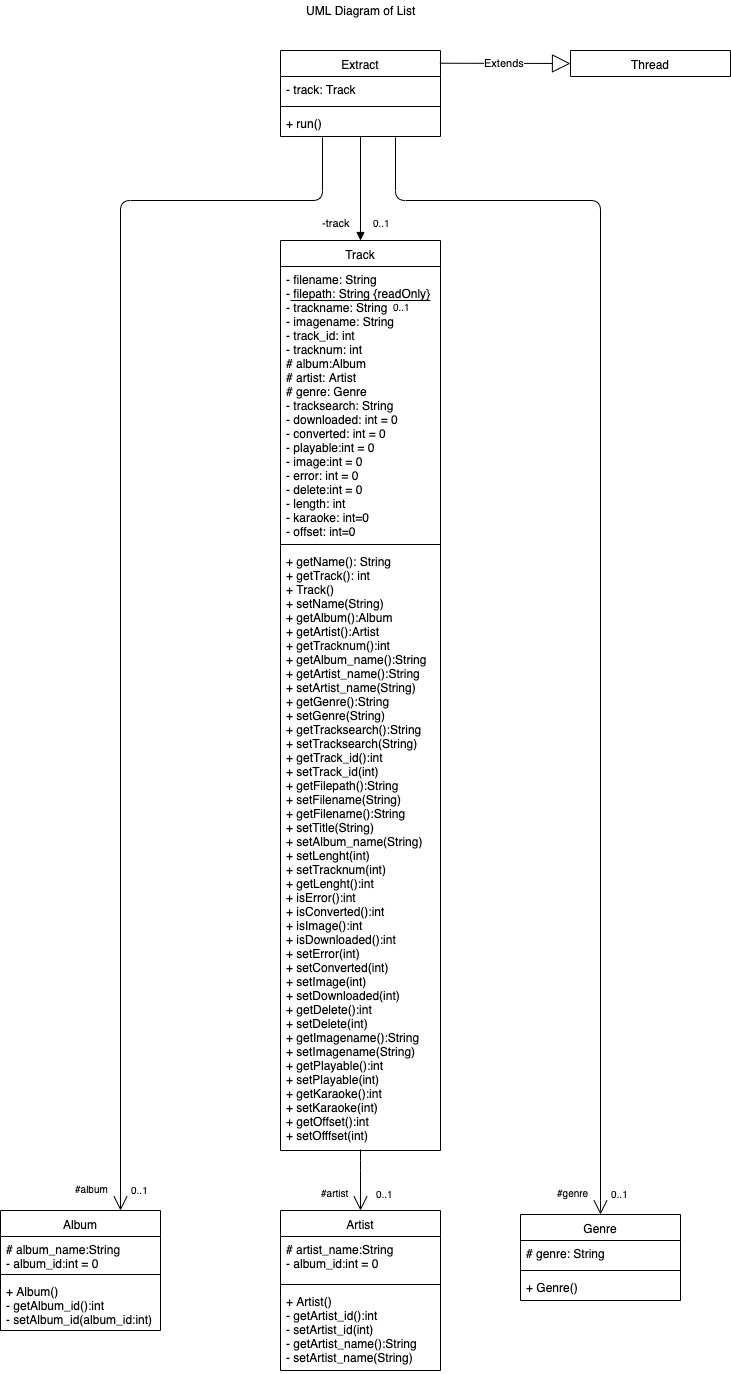 UML Diagram of List
Extract
Extends
Thread
- track: Track
+ run()
-track
0..1
Track
- filename: String
- filepath: String {readOnly}
- trackname: String 0..1
- imagename: String
- track_id: int
- tracknum: int
# album:Album
# artist: Artist
# genre: Genre
- tracksearch: String
- downloaded: int = 0
- converted: int = 0
- playable:int = 0
- image:int = 0
- error: int = 0
- delete:int = 0
- length: int
- karaoke: int=0
- offset: int=0
+ getName(): String
+ getTrack(): int
+ Track()
+ setName(String)
+ getAlbum():Album
+ getArtist():Artist
+ getTracknum():int
+ getAlbum_name():String
+ getArtist_name():String
+ setArtist_name(String)
+ getGenre():String
+ setGenre(String)
+ getTracksearch():String
+ setTracksearch(String)
+ getTrack_id():int
+ setTrack_id(int)
+ getFilepath():String
+ setFilename(String)
+ getFilename():String
+ setTitle(String)
+ setAlbum_name(String)
+ setLenght(int)
+ setTracknum(int)
+ getLenght():int
+ isError():int
+ isConverted():int
+ isImage():int
+ isDownloaded():int
+ setError(int)
+ setConverted(int)
+ setImage(int)
+ setDownloaded(int)
+ getDelete():int
+ setDelete(int)
+ getImagename():String
+ setImagename(String)
+ getPlayable():int
+ setPlayable(int)
+ getKaraoke():int
+ setKaraoke(int)
+ getOffset():int
+ setOfffset(int)
#album
0..1
Album
# album_name:String
- album_id:int = 0
+ Album()
- getAlbum_id():int
- setAlbum_id(album_id:int)
#artist
0..1
Artist
# artist_name:String
- album_id:int = 0
+ Artist()
- getArtist_id():int
- setArtist_id(int)
- getArtist_name():String
- setArtist_name(String)
#genre
0..1
Genre
# genre: String
+ Genre()